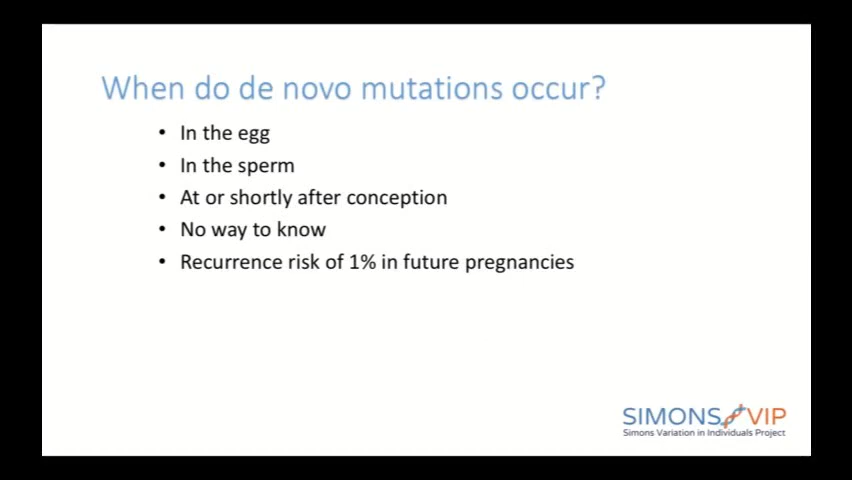 When do de novo mutations occur?
• In the egg
• In the sperm
• At or shortly after conception
• No way to know
• Recurrence risk of 1% in future pregnancies
SIMONS VIP
Simons Variation in Individuals Project